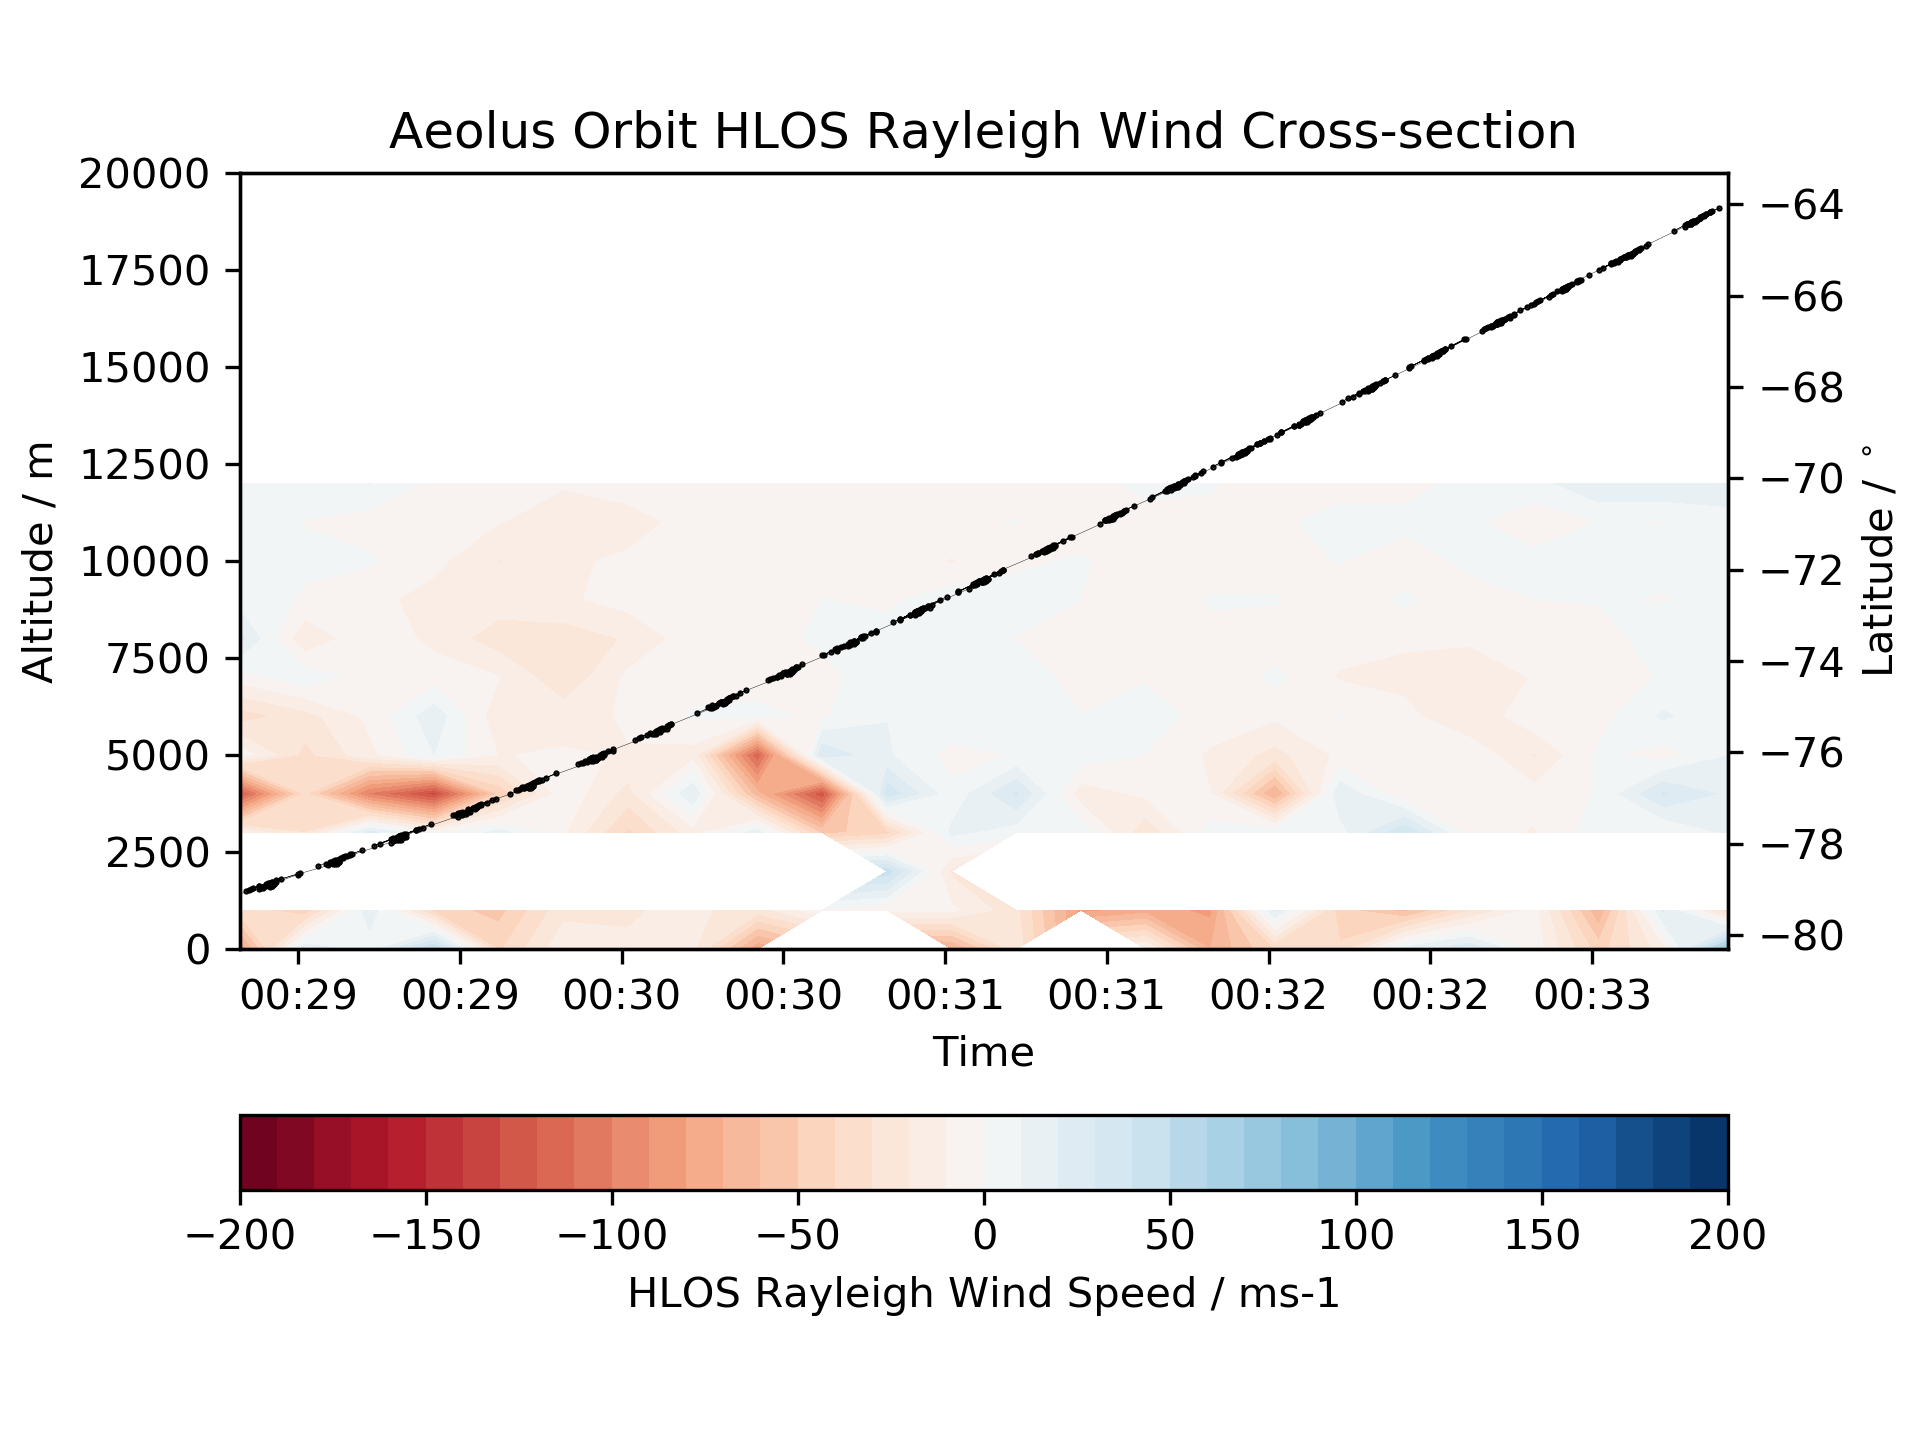 Aeolus Orbit HLOS Rayleigh Wind Cross-section
20000
17500
15000
12500
10000
7500
5000
2500
0
Altitude / m
−64
−66
−68
−70
−72
−74
−76
−78
−80
Latitude / °
00:29 00:29 00:30 00:30 00:31 00:31 00:32 00:32 00:33
Time
−200 −150 −100 −50 0 50 100 150 200
HLOS Rayleigh Wind Speed / ms-1